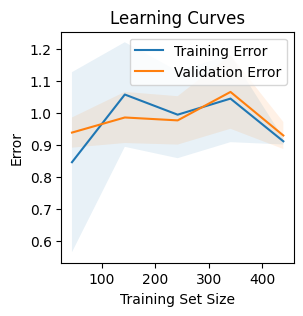 Learning Curves
Training Error
Validation Error
1.2
1.1
1.0
0.9
0.8
0.7
0.6
Error
100
200
300
400
Training Set Size